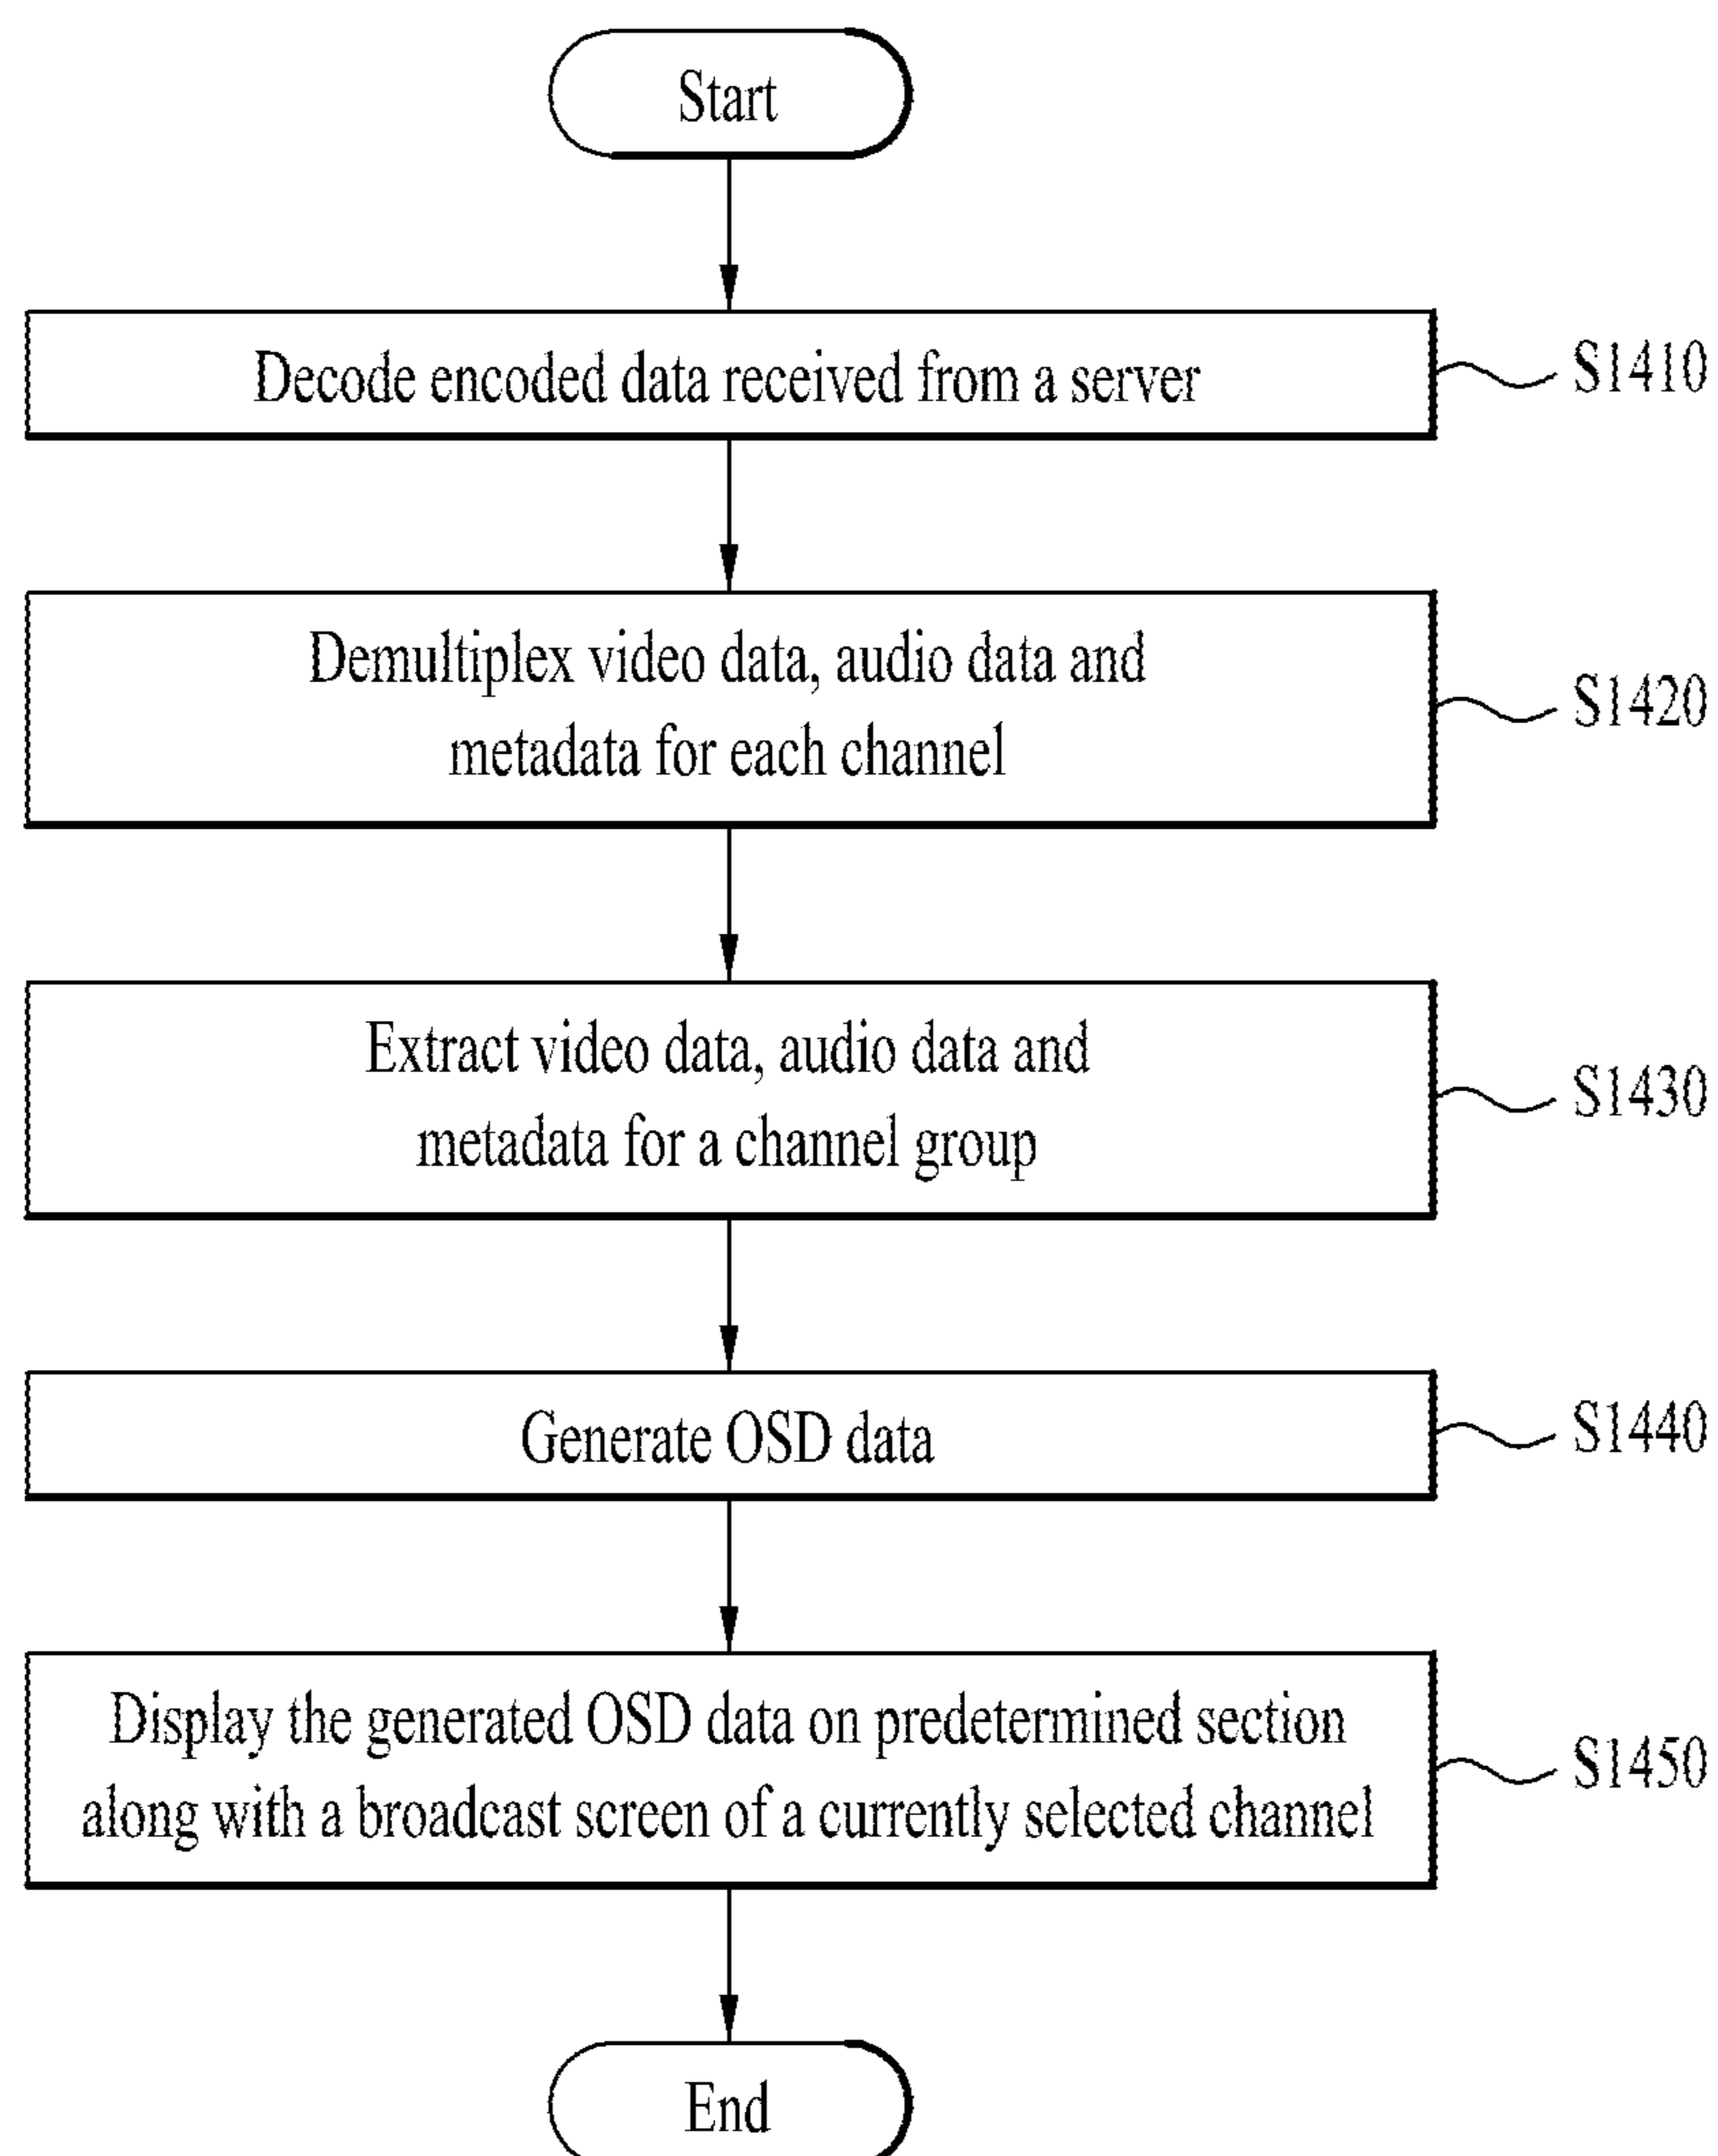 Start
Decode encoded data received from a server
S1410
Demultiplex video data, audio data and
metadata for each channel
S1420
Extract video data, audio data and
metadata for a channel group
S1430
Generate OSD data
S1440
Display the generated OSD data on predetermined section
along with a broadcast screen of a currently selected channel
S1450
End